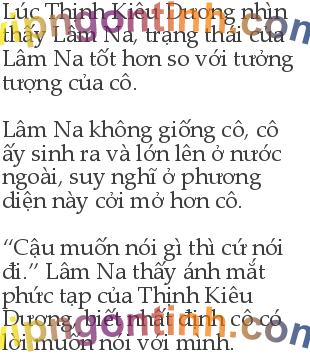 Lúc Thịnh Kiều Dương nhìn
thấy Lâm Na, trạng thái của
Lâm Na tốt hơn so với tưởng
tượng của cô.
Lâm Na không giống cô, cô
ấy sinh ra và lớn lên ở nước
ngoài, suy nghĩ ở phương
diện này cởi mở hơn cô.
“Cậu muốn nói gì thì cứ nói
đi.” Lâm Na thấy ánh mắt
phức tạp của Thịnh Kiều
Dương, biết nhất định cô có
lời muốn nói với mình.